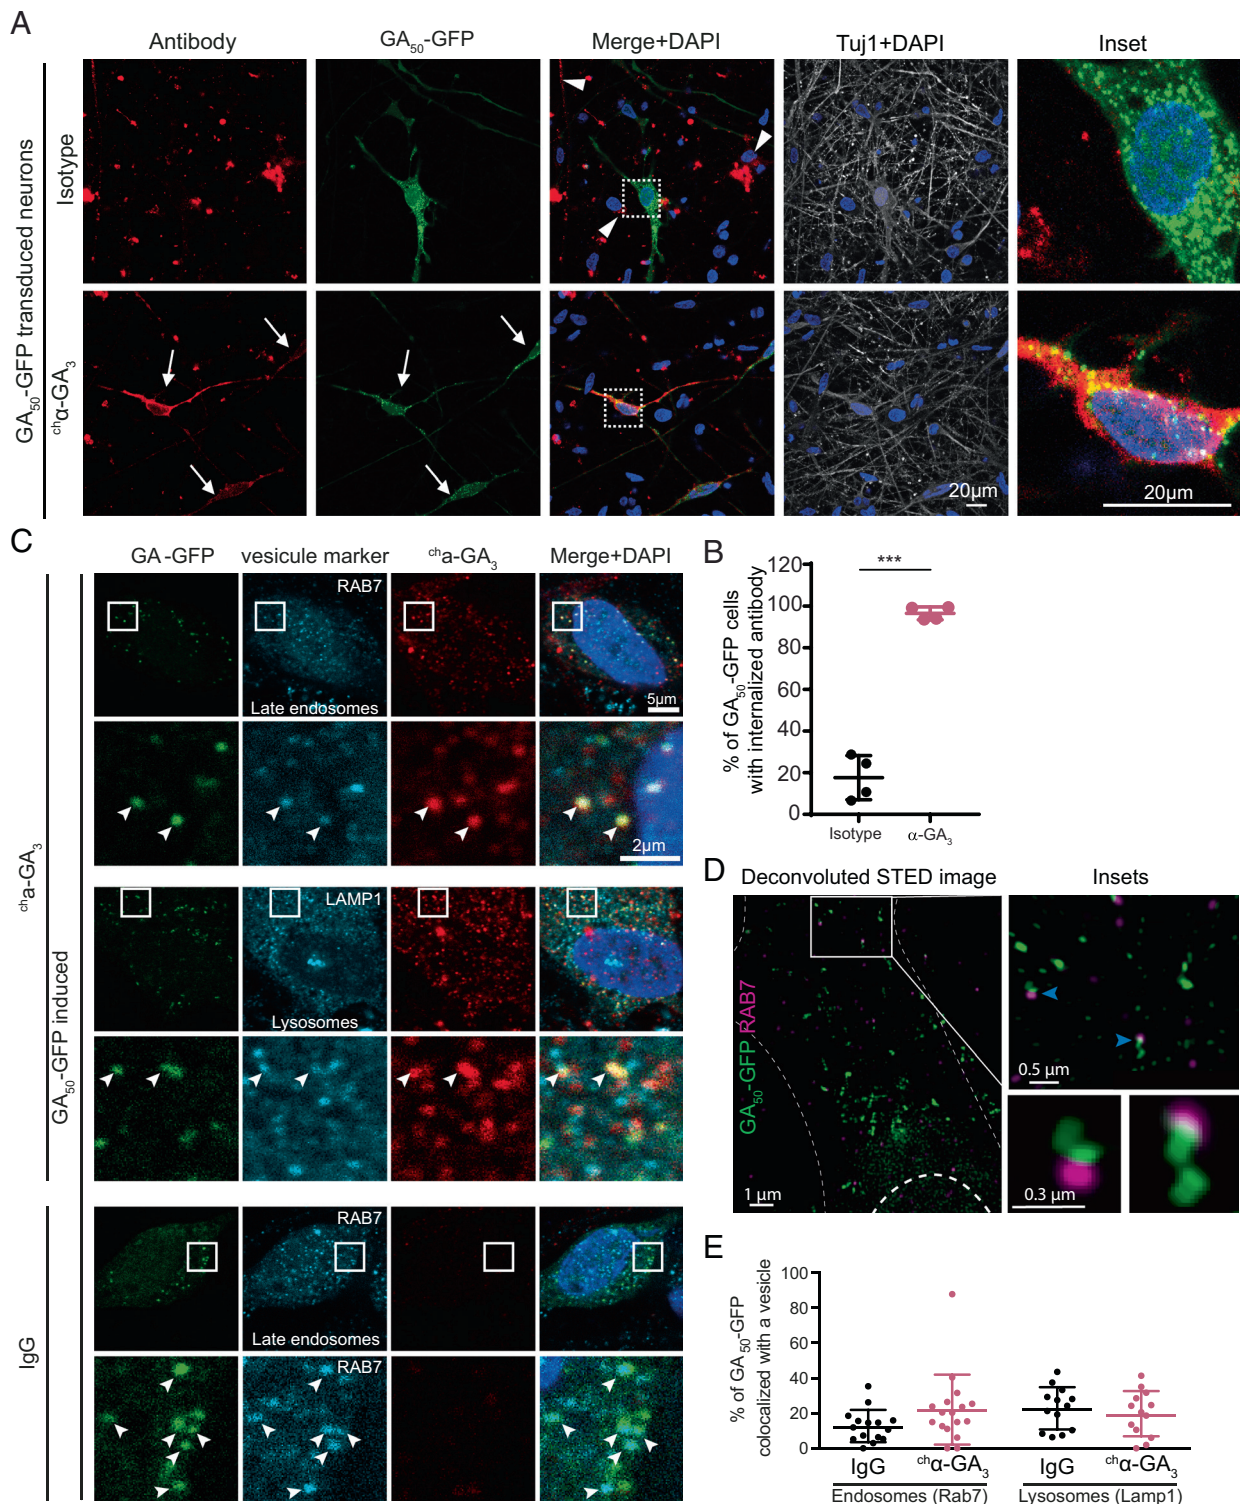 A
Antibody
GA50-GFP
Merge+DAPI
Tuj1+DAPI
Inset
GA50-GFP transduced neurons
Isotype
chα-GA3
20µm
20µm
C
GA-GFP
vesicule marker
cha-GA3
Merge+DAPI
GA50-GFP induced
cha-GA3
RAB7
Late endosomes
5µm
2µm
LAMP1
Lysosomes
IgG
RAB7
Late endosomes
RAB7
B
% of GA50-GFP cells
with internalized antibody
120
100
80
60
40
20
0
***
Isotype
α-GA3
D
Deconvoluted STED image
Insets
GA50-GFP RAB7
1 µm
0.5 µm
0.3 µm
E
% of GA50-GFP
colocalized with a vesicle
100
80
60
40
20
0
IgG
chα-GA3
IgG
chα-GA3
Endosomes (Rab7)
Lysosomes (Lamp1)